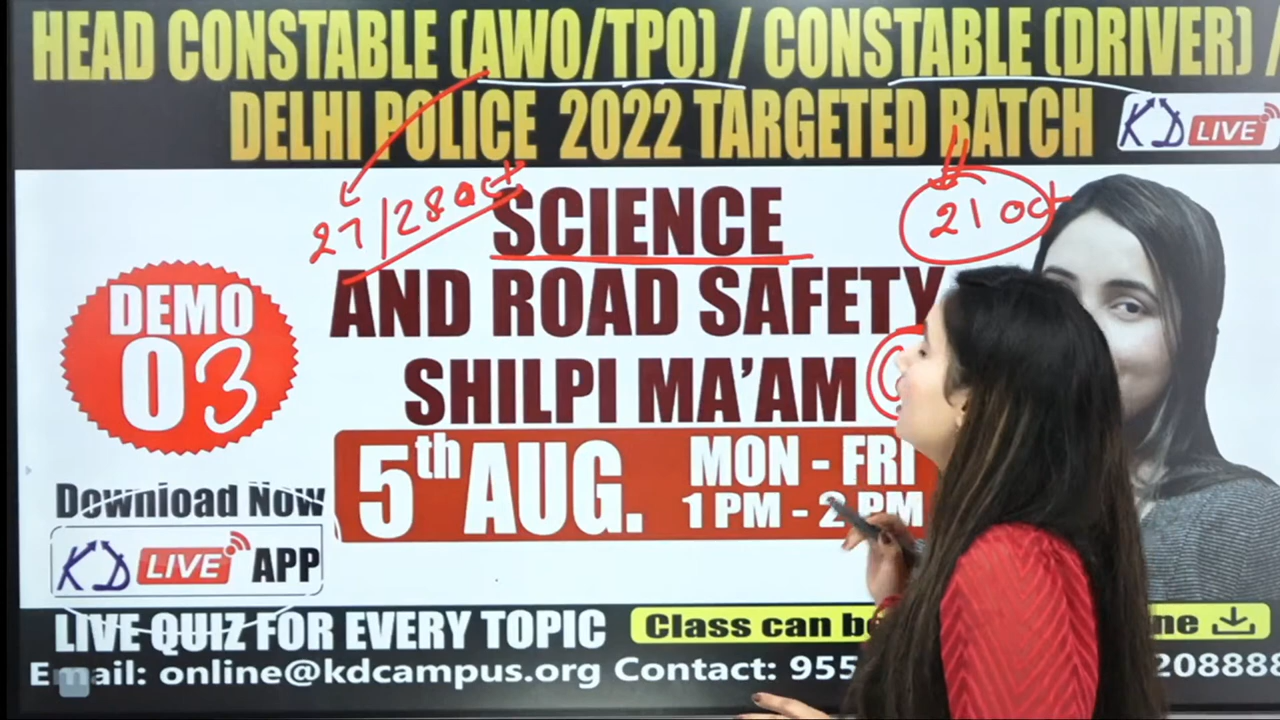 HEAD CONSTABLE (AWO/TPO) / CONSTABLE (DRIVER) /
DELHI POLICE 2022 TARGETED BATCH
KD LIVE
27/28 oct
21 oct
SCIENCE
AND ROAD SAFETY
SHILPI MA'AM
DEMO
03
5th AUG.
MON - FRI
1 PM - 2 PM
Download Now
KD LIVE APP
LIVE QUIZ FOR EVERY TOPIC
Class can be
Email: online@kdcampus.org Contact: 955 208888